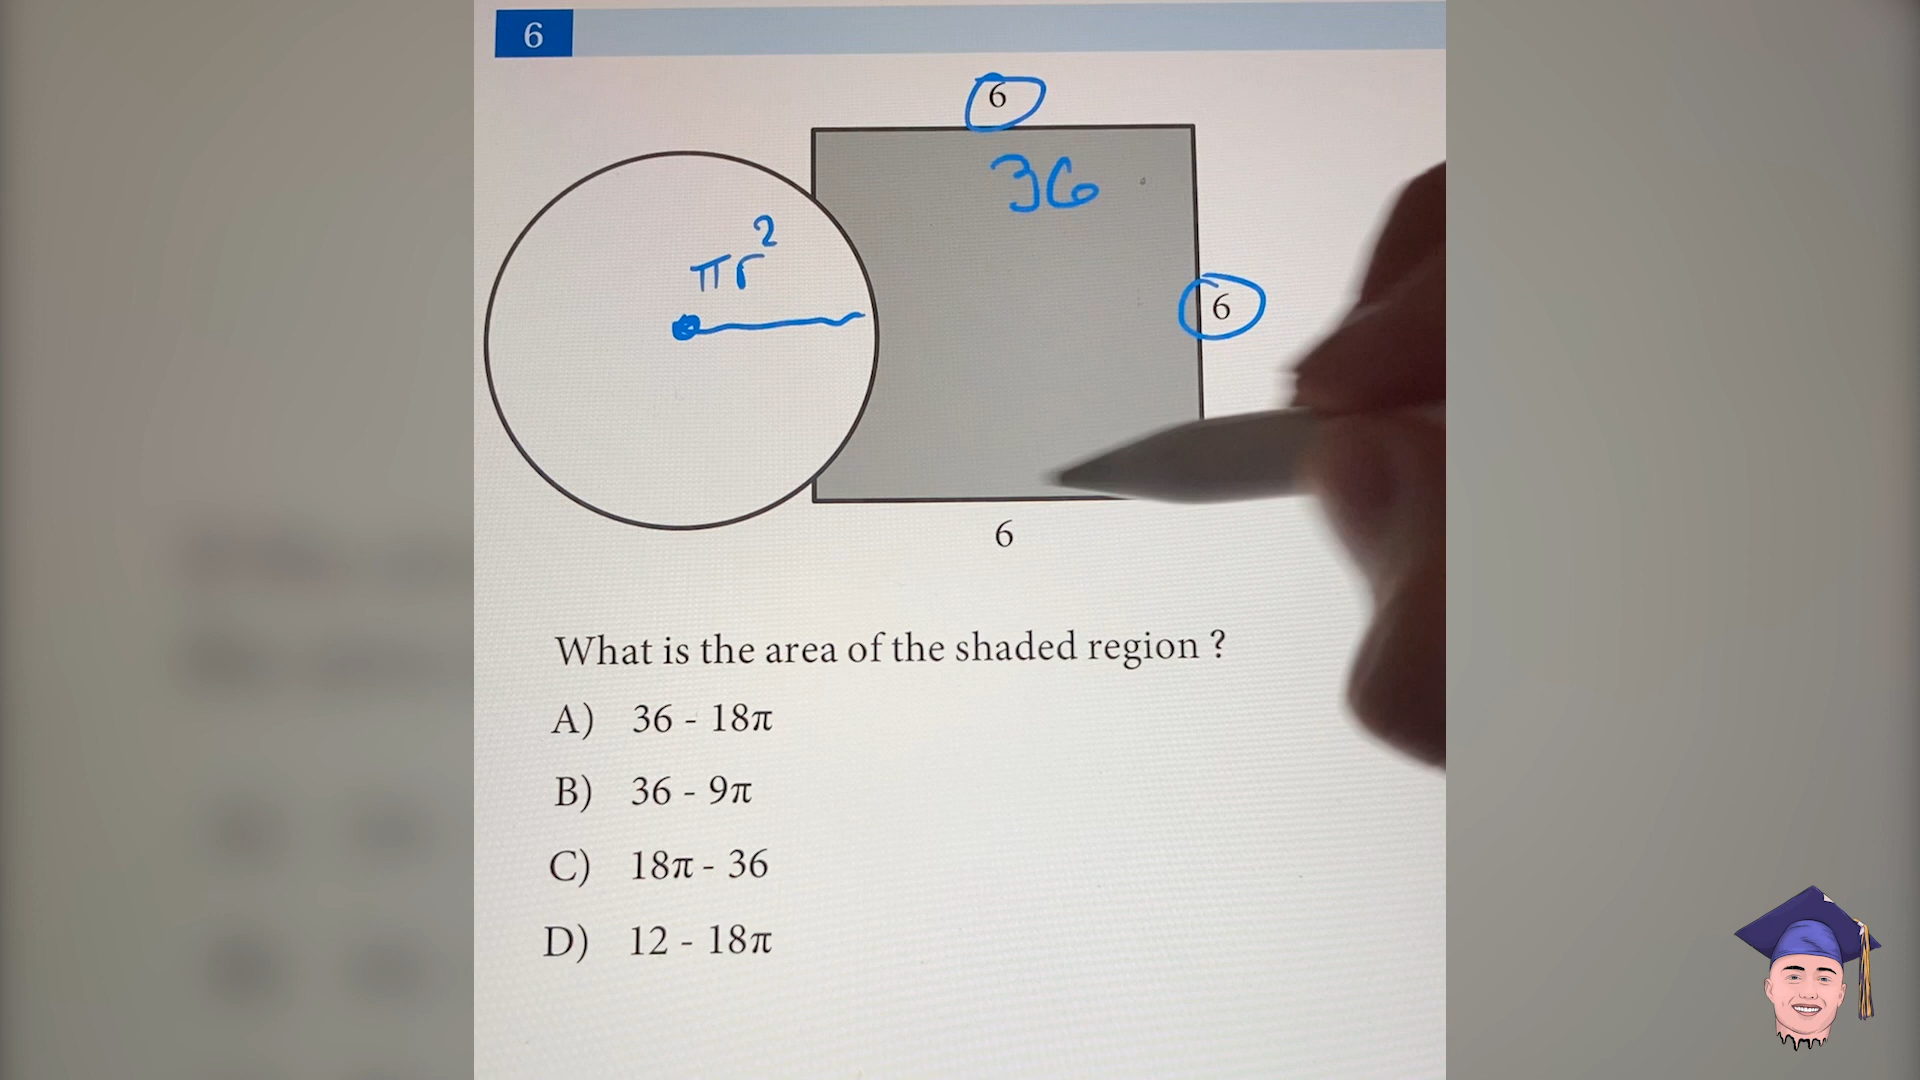 6
6
36
πr²
6
6
What is the area of the shaded region ?
A) 36 - 18π
B) 36 - 9π
C) 18π - 36
D) 12 - 18π